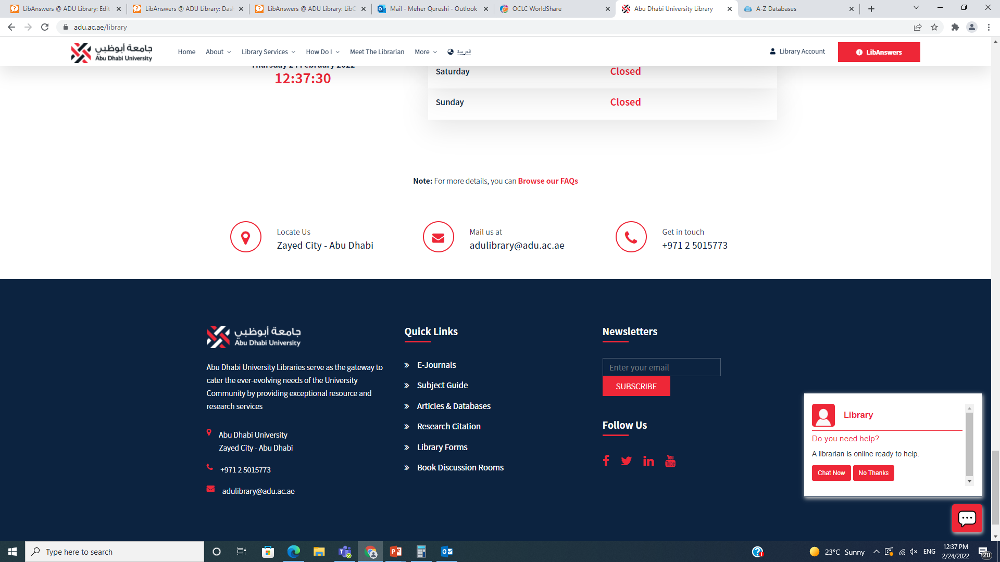 LibAnswers @ ADU Library: Edit
LibAnswers @ ADU Library: Das
LibAnswers @ ADU Library: LibC
Mail - Meher Qureshi - Outlook
OCLC WorldShare
Abu Dhabi University Library
A-Z Databases
adu.ac.ae/library
جامعة أبوظبي
Abu Dhabi University
Home
About
Library Services
How Do I
Meet The Librarian
More
العربية
Library Account
LibAnswers
Thursday 24 February 2022
12:37:30
Saturday Closed
Sunday Closed
Note: For more details, you can Browse our FAQs
Locate Us
Zayed City - Abu Dhabi
Mail us at
adulibrary@adu.ac.ae
Get in touch
+971 2 5015773
جامعة أبوظبي
Abu Dhabi University
Abu Dhabi University Libraries serve as the gateway to
cater the ever-evolving needs of the University
Community by providing exceptional resource and
research services
Abu Dhabi University
Zayed City - Abu Dhabi
+971 2 5015773
adulibrary@adu.ac.ae
Quick Links
E-Journals
Subject Guide
Articles & Databases
Research Citation
Library Forms
Book Discussion Rooms
Newsletters
Enter your email
SUBSCRIBE
Follow Us
You
Tube
Library
Do you need help?
A librarian is online ready to help.
Chat Now
No Thanks
Type here to search
23°C Sunny
ENG
12:37 PM
2/24/2022
20